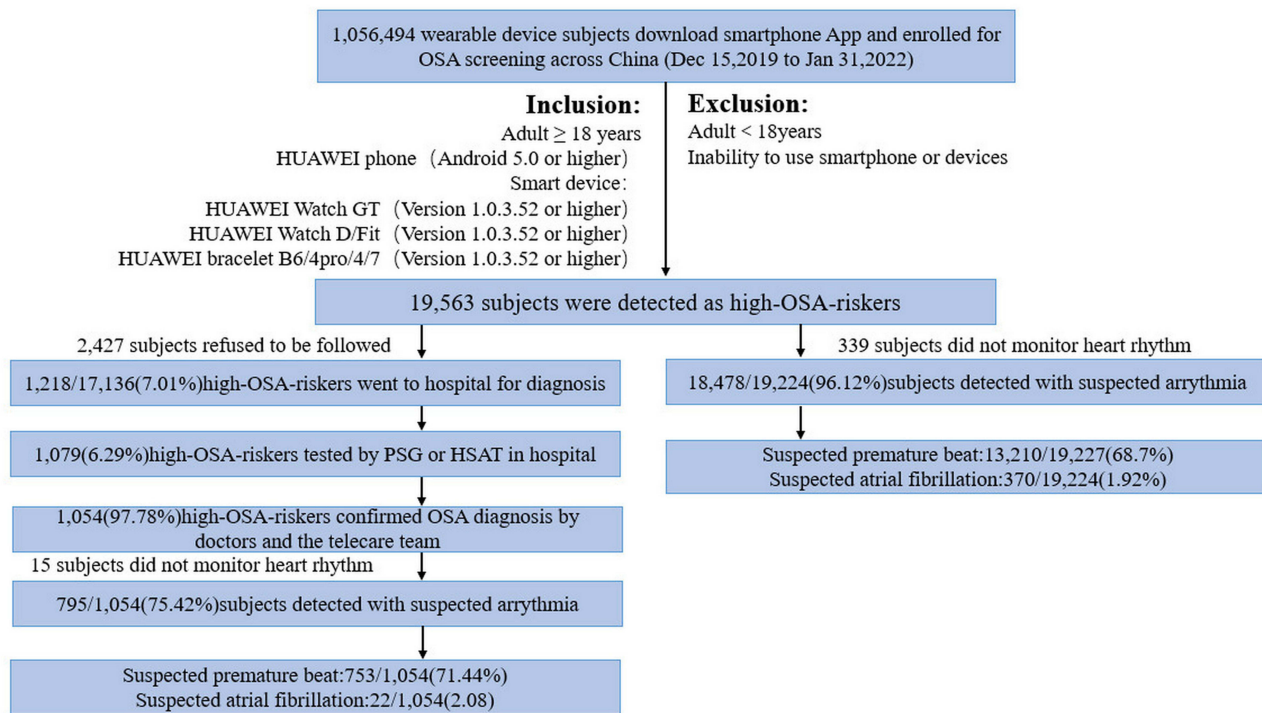 1,056,494 wearable device subjects download smartphone App and enrolled for
OSA screening across China (Dec 15,2019 to Jan 31,2022)
Inclusion:
Adult ≥ 18 years
HUAWEI phone（Android 5.0 or higher）
Smart device：
HUAWEI Watch GT（Version 1.0.3.52 or higher）
HUAWEI Watch D/Fit（Version 1.0.3.52 or higher）
HUAWEI bracelet B6/4pro/4/7（Version 1.0.3.52 or higher）
Exclusion:
Adult < 18years
Inability to use smartphone or devices
19,563 subjects were detected as high-OSA-riskers
2,427 subjects refused to be followed
1,218/17,136(7.01%)high-OSA-riskers went to hospital for diagnosis
1,079(6.29%)high-OSA-riskers tested by PSG or HSAT in hospital
1,054(97.78%)high-OSA-riskers confirmed OSA diagnosis by
doctors and the telecare team
15 subjects did not monitor heart rhythm
795/1,054(75.42%)subjects detected with suspected arrythmia
Suspected premature beat:753/1,054(71.44%)
Suspected atrial fibrillation:22/1,054(2.08)
339 subjects did not monitor heart rhythm
18,478/19,224(96.12%)subjects detected with suspected arrythmia
Suspected premature beat:13,210/19,227(68.7%)
Suspected atrial fibrillation:370/19,224(1.92%)